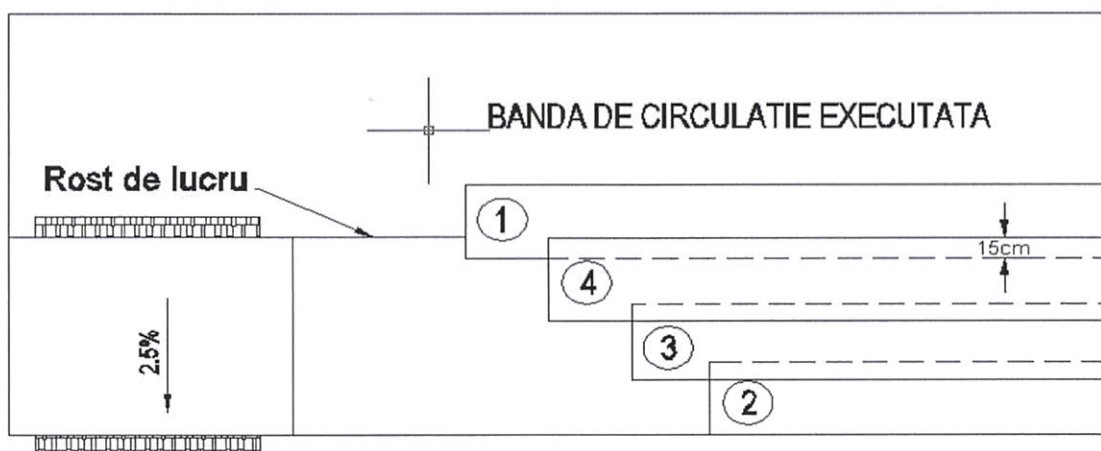 BANDA DE CIRCULATIE EXECUTATA
Rost de lucru
1
15cm
4
2.5%
3
2